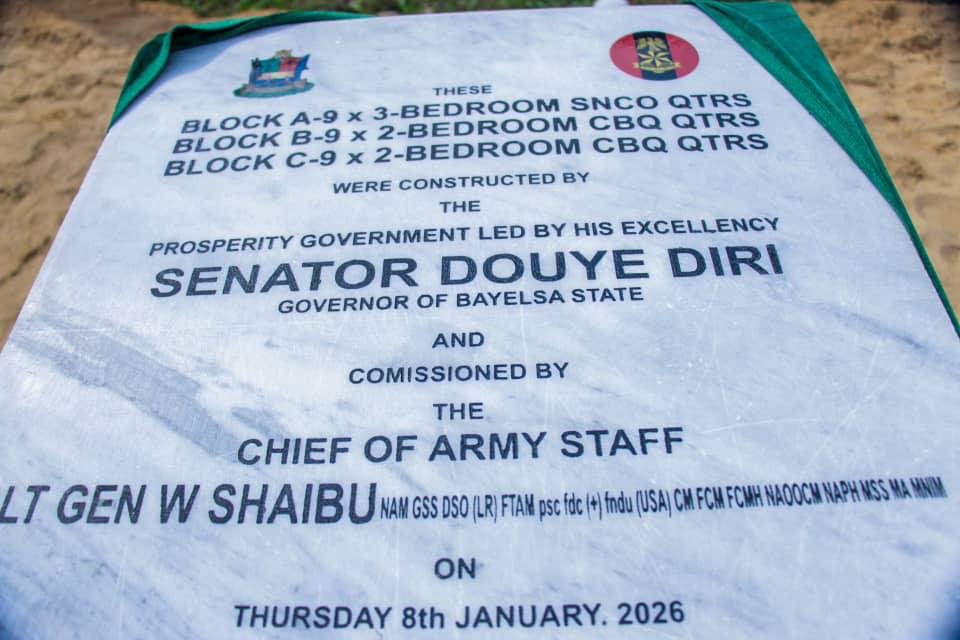 THESE
BLOCK A-9 x 3-BEDROOM SNCO QTRS
BLOCK B-9 x 2-BEDROOM CBQ QTRS
BLOCK C-9 x 2-BEDROOM CBQ QTRS
WERE CONSTRUCTED BY
THE
PROSPERITY GOVERNMENT LED BY HIS EXCELLENCY
SENATOR DOUYE DIRI
GOVERNOR OF BAYELSA STATE
AND
COMISSIONED BY
THE
CHIEF OF ARMY STAFF
LT GEN W SHAIBU NAM GSS DSO (LR) FTAM psc fdc (+) fndu (USA) CM FCM FCMH NAOOCM NAPH MSS MA MNIM
ON
THURSDAY 8th JANUARY. 2026